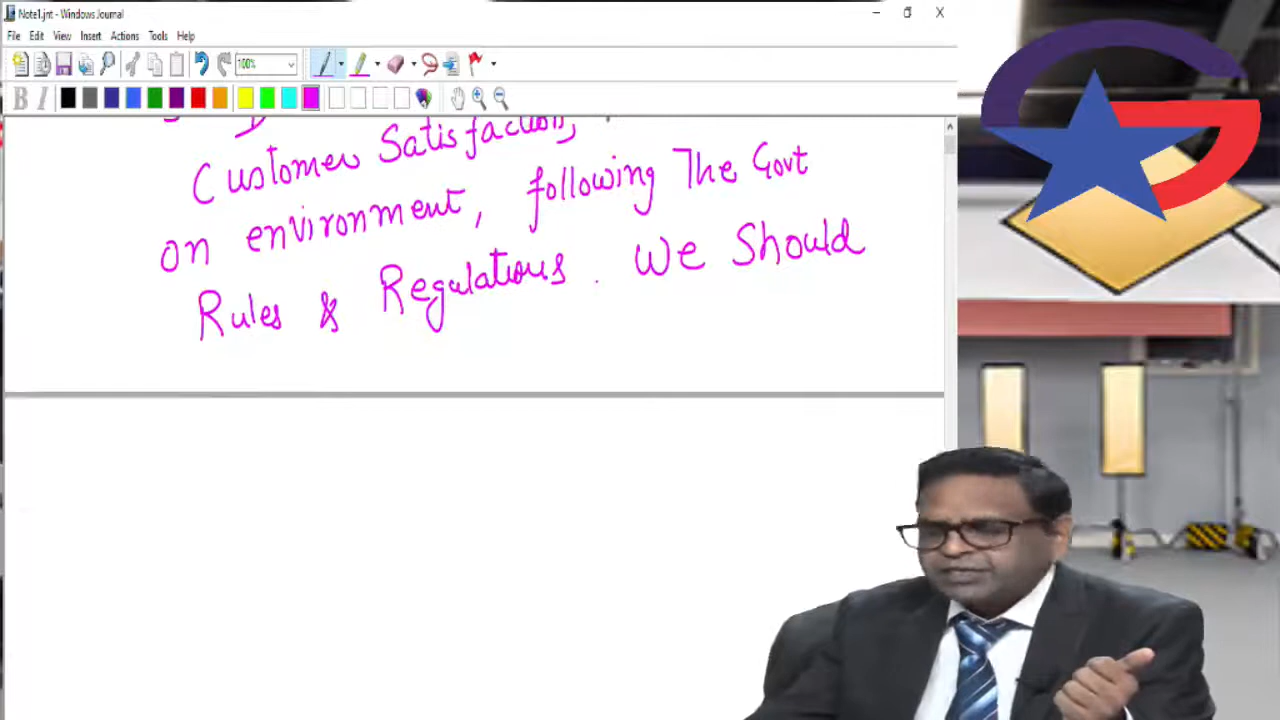 Note1.jnt - Windows Journal
File Edit View Insert Actions Tools Help
100%
B I
Customer Satisfaction,
on environment, following The Govt
Rules & Regulations. We Should